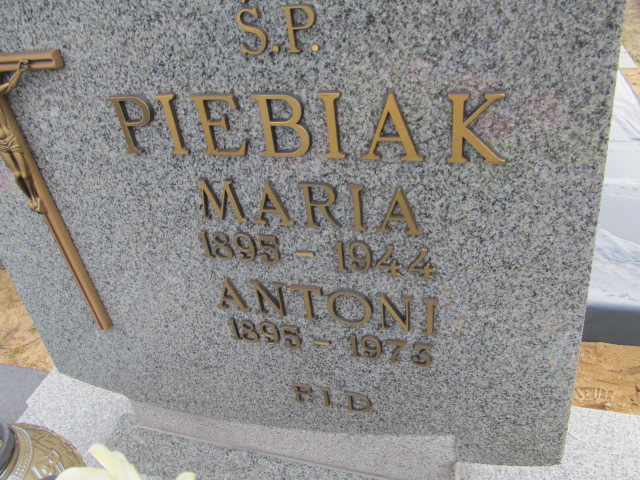 Ś.P.
PIEBIAK
MARIA
1895 - 1944
ANTONI
1895 - 1975
P.I.D.